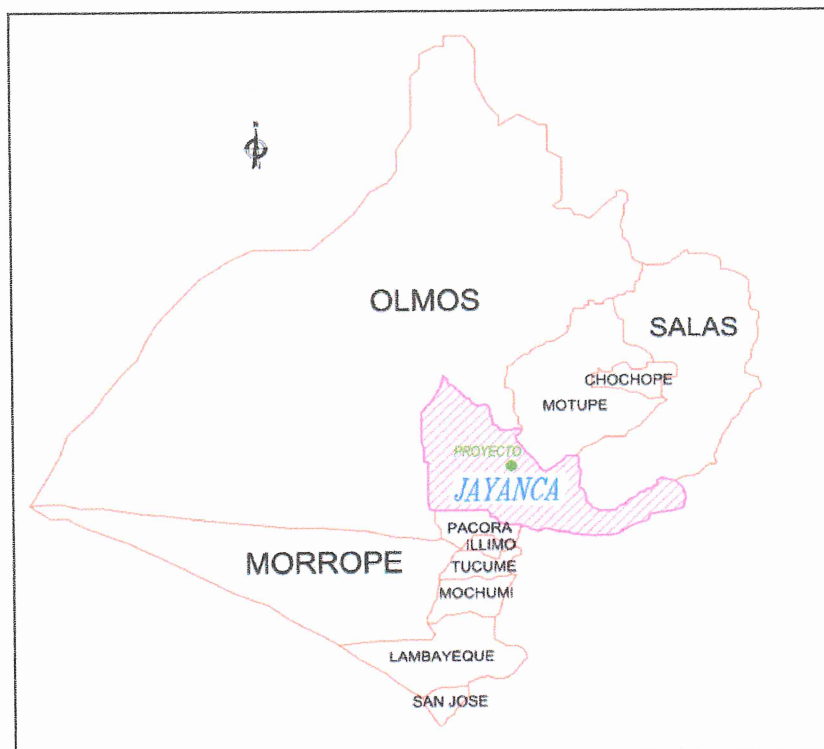 N
OLMOS
SALAS
CHOCHOPE
MOTUPE
PROYECTO
JAYANCA
PACORA
ILLIMO
MORROPE
TUCUME
MOCHUMI
LAMBAYEQUE
SAN JOSE